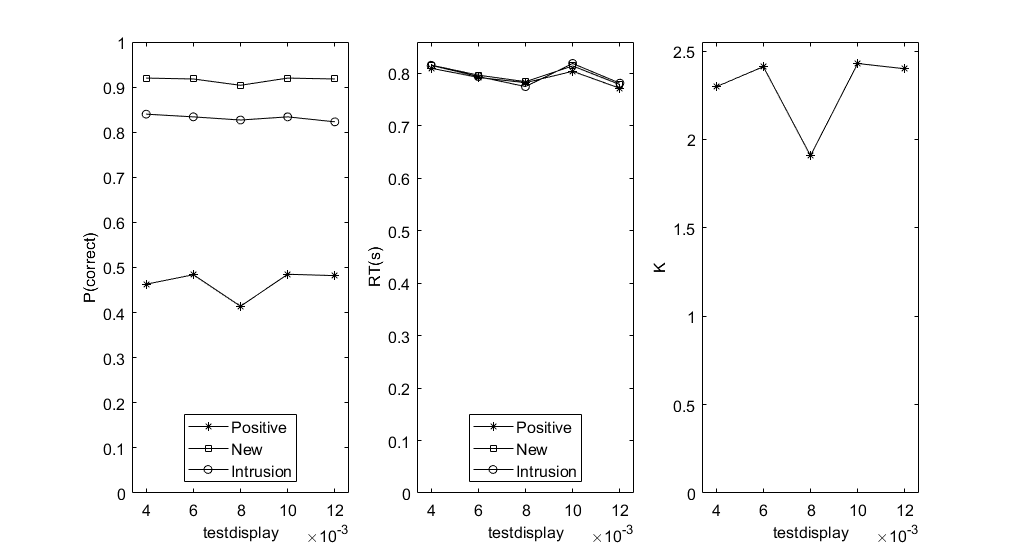 P(correct)
1
0.9
0.8
0.7
0.6
0.5
0.4
0.3
0.2
0.1
0
Positive
New
Intrusion
4 6 8 10 12
testdisplay ×10-3
RT(s)
0.8
0.7
0.6
0.5
0.4
0.3
0.2
0.1
0
Positive
New
Intrusion
4 6 8 10 12
testdisplay ×10-3
K
2.5
2
1.5
1
0.5
0
4 6 8 10 12
testdisplay ×10-3